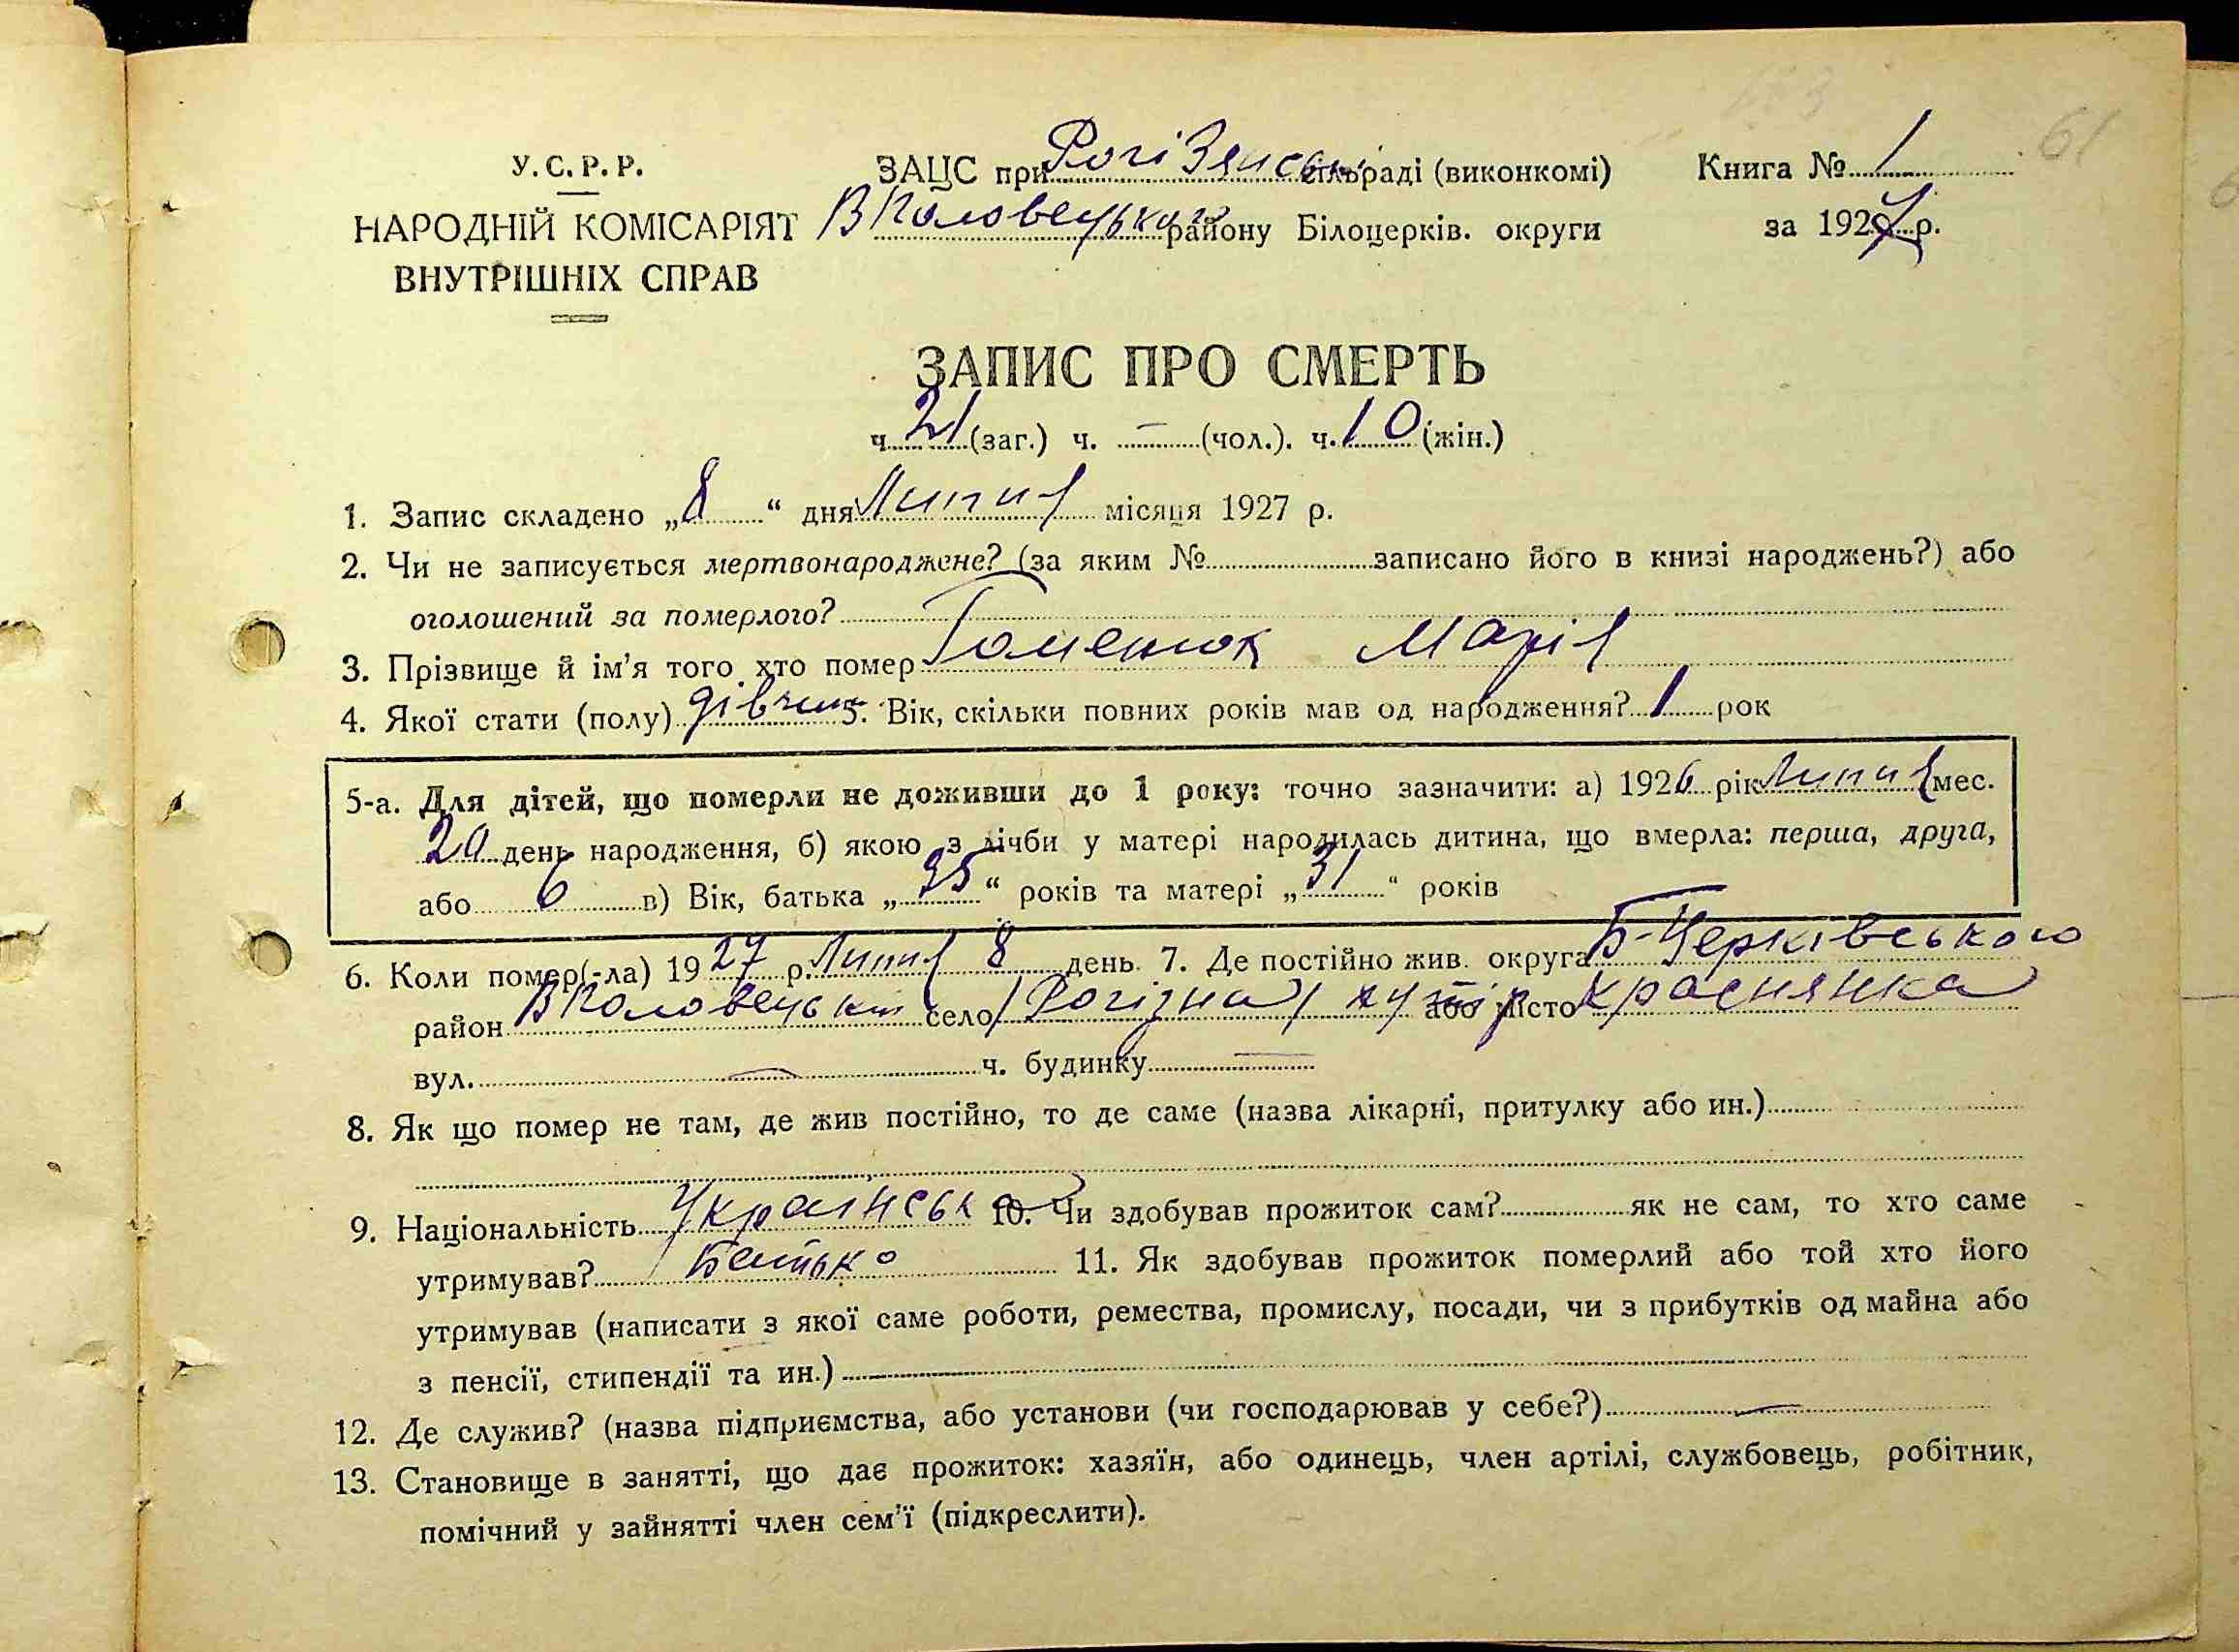 61
У. С. Р. Р.
НАРОДНІЙ КОМІСАРІЯТ
ВНУТРІШНІХ СПРАВ
ЗАЦС при Рогізянськ сільраді (виконкомі)
В Половецьког району Білоцерків. округи
Книга № 1
за 1927 р.
ЗАПИС ПРО СМЕРТЬ
ч. 21 (заг.) ч. — (чол.). ч. 10 (жін.)
1. Запис складено „8“ дня Липня місяця 1927 р.
2. Чи не записується мертвонароджене? (за яким № записано його в книзі народжень?) або
оголошений за померлого?
3. Прізвище й ім'я того хто помер Гоменюк Марія
4. Якої стати (полу) дівчина 5. Вік, скільки повних років мав од народження? 1 рок
5-а. Для дітей, що померли не доживши до 1 року: точно зазначити: а) 1926 рік Липня мес.
20 день народження, б) якою з лічби у матері народилась дитина, що вмерла: перша, друга,
або 6 в) Вік, батька „35“ років та матері „31“ років
6. Коли помер(-ла) 1927 р. Липня 8 день. 7. Де постійно жив. округа Б-Церківського
район В Половецьк село /Рогізна/ хутір або місто Краснянка
вул. — ч. будинку —
8. Як що помер не там, де жив постійно, то де саме (назва лікарні, притулку або ин.)
9. Національність Українська 10. Чи здобував прожиток сам? як не сам, то хто саме
утримував? Батько 11. Як здобував прожиток померлий або той хто його
утримував (написати з якої саме роботи, ремества, промислу, посади, чи з прибутків од майна або
з пенсії, стипендії та ин.)
12. Де служив? (назва підприємства, або установи (чи господарював у себе?) —
13. Становище в занятті, що дає прожиток: хазяїн, або одинець, член артілі, службовець, робітник,
помічний у зайнятті член сем'ї (підкреслити).